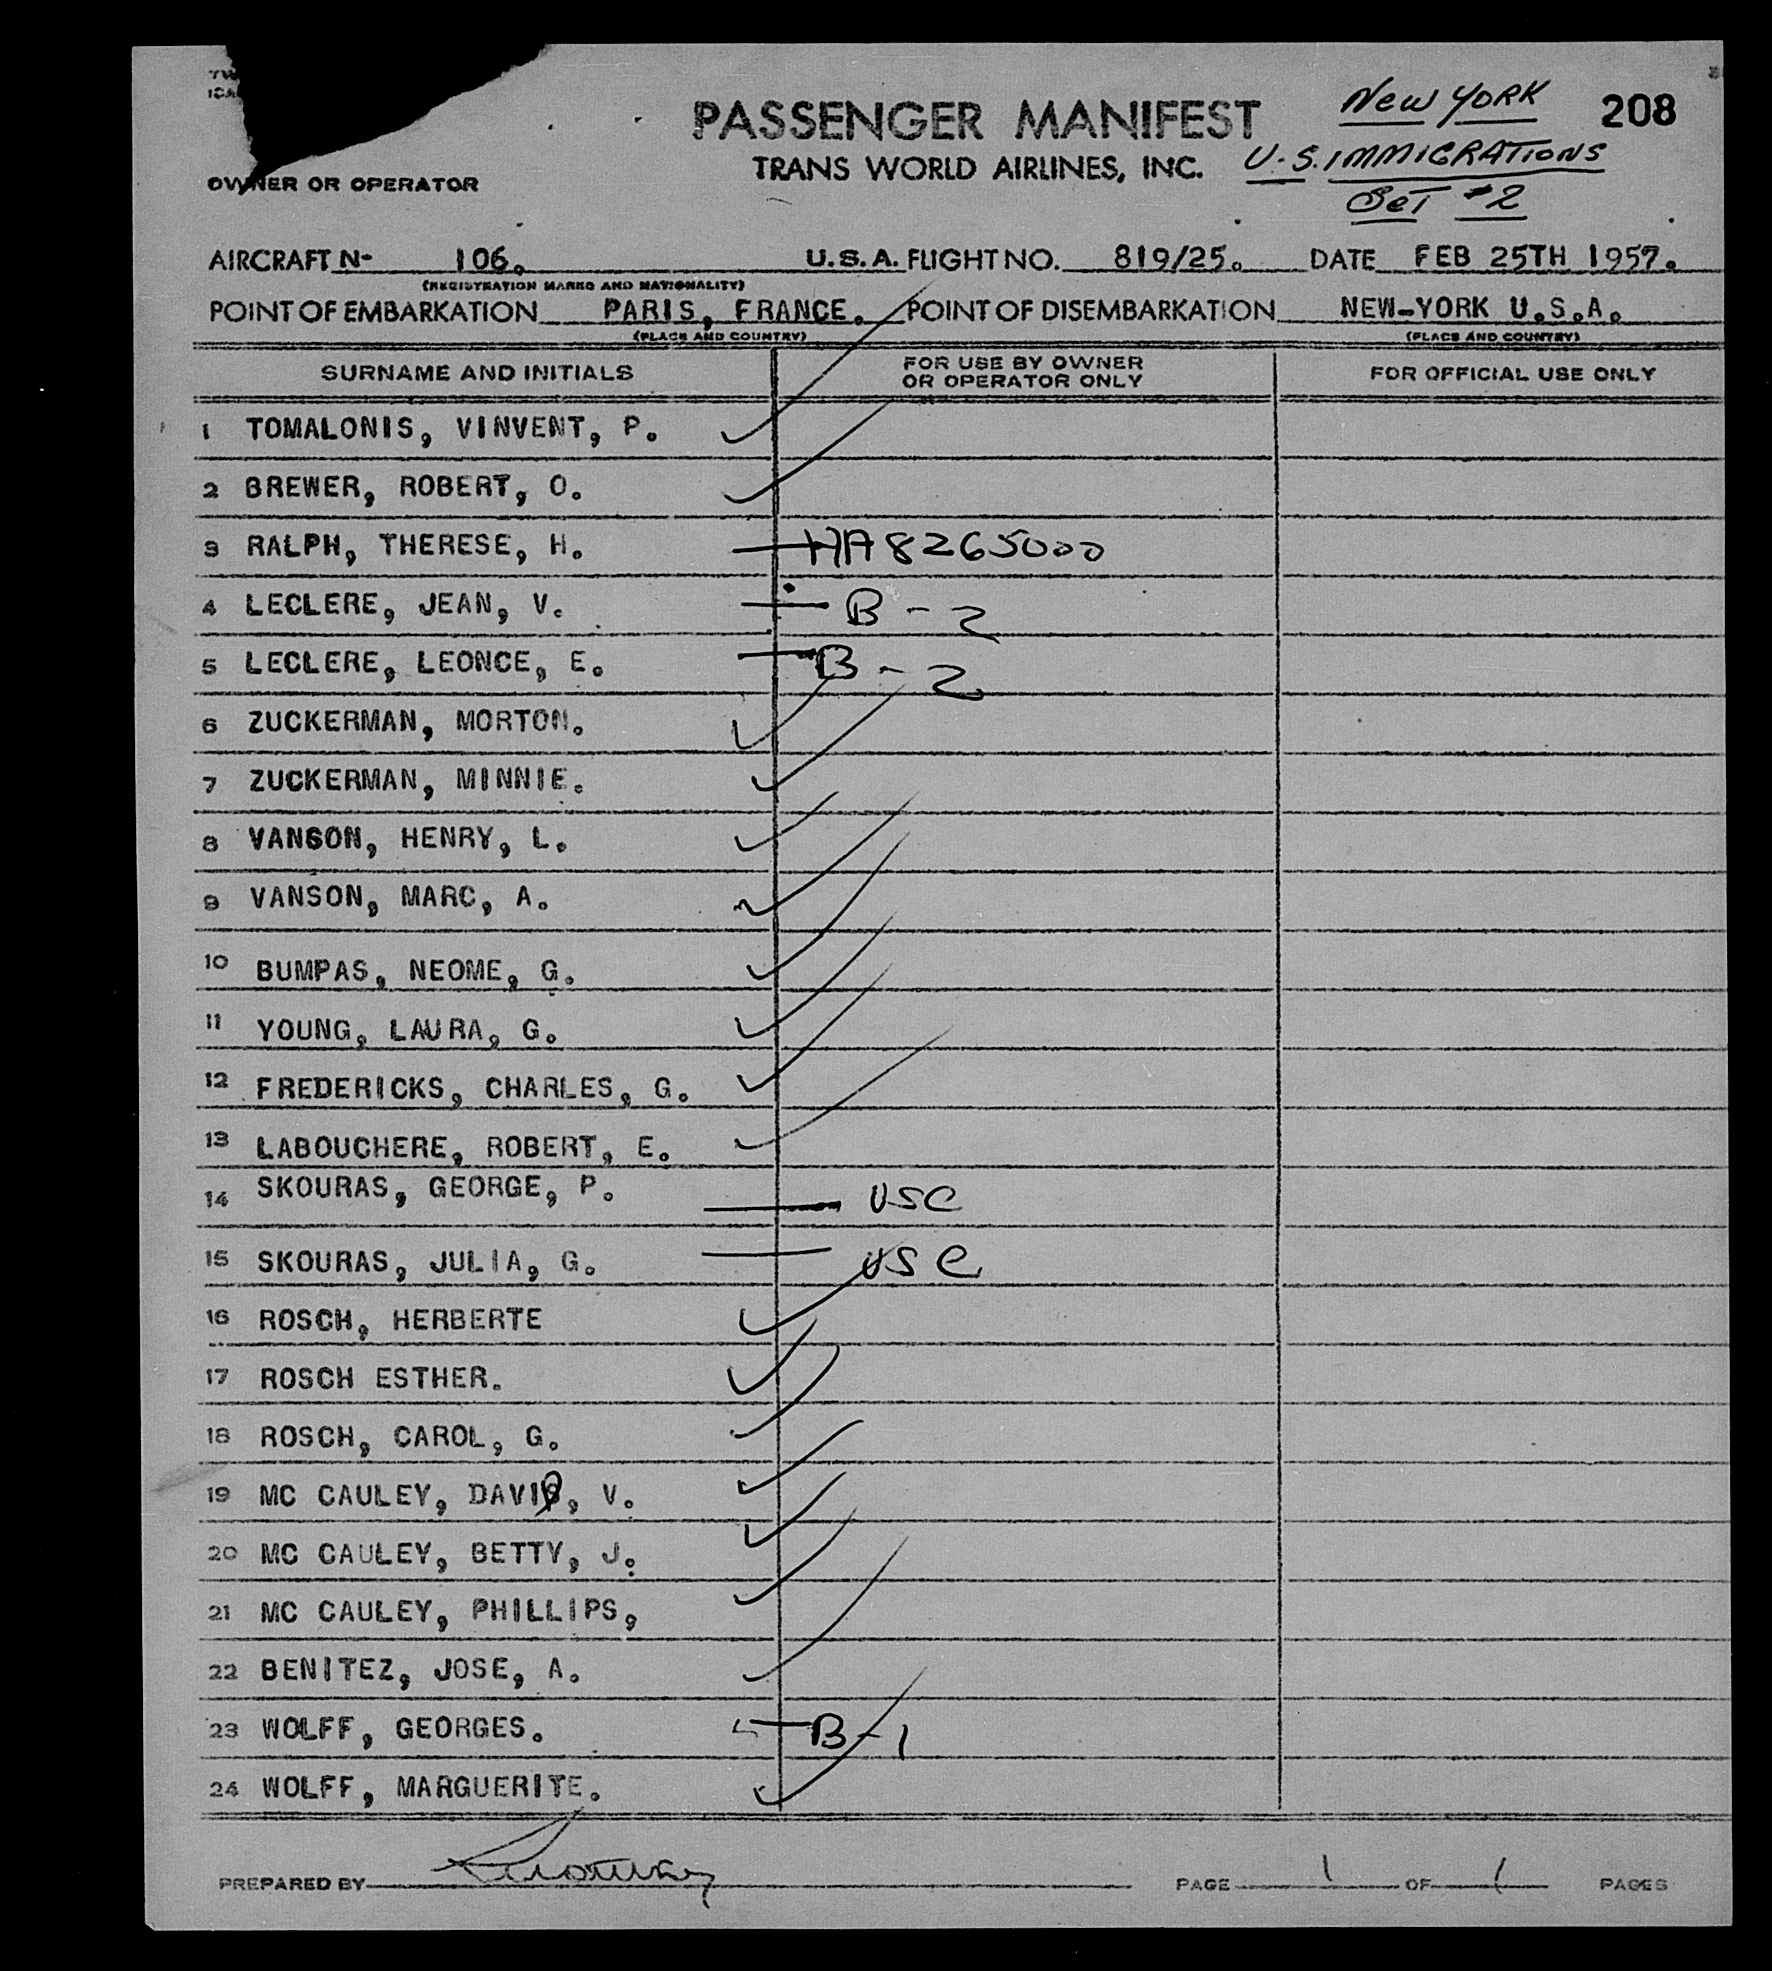 New YORK
208
PASSENGER MANIFEST
TRANS WORLD AIRLINES, INC.
U.S. IMMIGRATIONS
SeT #2
OWNER OR OPERATOR
AIRCRAFT N- 106. U.S.A. FLIGHT NO. 819/25. DATE FEB 25TH 1957.
(REGISTRATION MARKS AND NATIONALITY)
POINT OF EMBARKATION PARIS, FRANCE. POINT OF DISEMBARKATION NEW-YORK U.S.A.
(PLACE AND COUNTRY) (PLACE AND COUNTRY)
SURNAME AND INITIALS FOR USE BY OWNER OR OPERATOR ONLY FOR OFFICIAL USE ONLY
1 TOMALONIS, VINVENT, P.
2 BREWER, ROBERT, O.
3 RALPH, THERESE, H. HA8265000
4 LECLERE, JEAN, V. B-2
5 LECLERE, LEONCE, E. B-2
6 ZUCKERMAN, MORTON.
7 ZUCKERMAN, MINNIE.
8 VANSON, HENRY, L.
9 VANSON, MARC, A.
10 BUMPAS, NEOME, G.
11 YOUNG, LAURA, G.
12 FREDERICKS, CHARLES, G.
13 LABOUCHERE, ROBERT, E.
14 SKOURAS, GEORGE, P. USC
15 SKOURAS, JULIA, G. USC
16 ROSCH, HERBERTE
17 ROSCH ESTHER.
18 ROSCH, CAROL, G.
19 MC CAULEY, DAVID, V.
20 MC CAULEY, BETTY, J.
21 MC CAULEY, PHILLIPS,
22 BENITEZ, JOSE, A.
23 WOLFF, GEORGES. B-1
24 WOLFF, MARGUERITE.
PREPARED BY PAGE 1 OF 1 PAGES